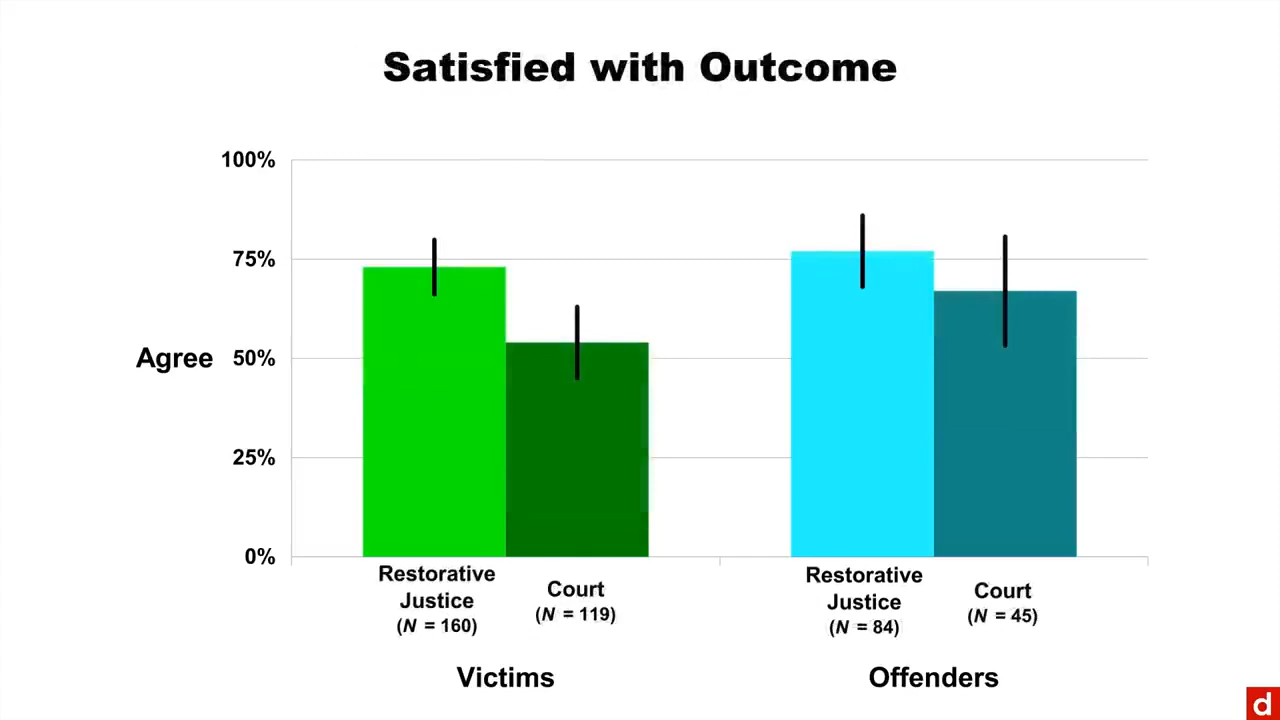 Satisfied with Outcome
100%
75%
Agree 50%
25%
0%
Restorative
Justice
(N = 160)
Court
(N = 119)
Restorative
Justice
(N = 84)
Court
(N = 45)
Victims
Offenders
d